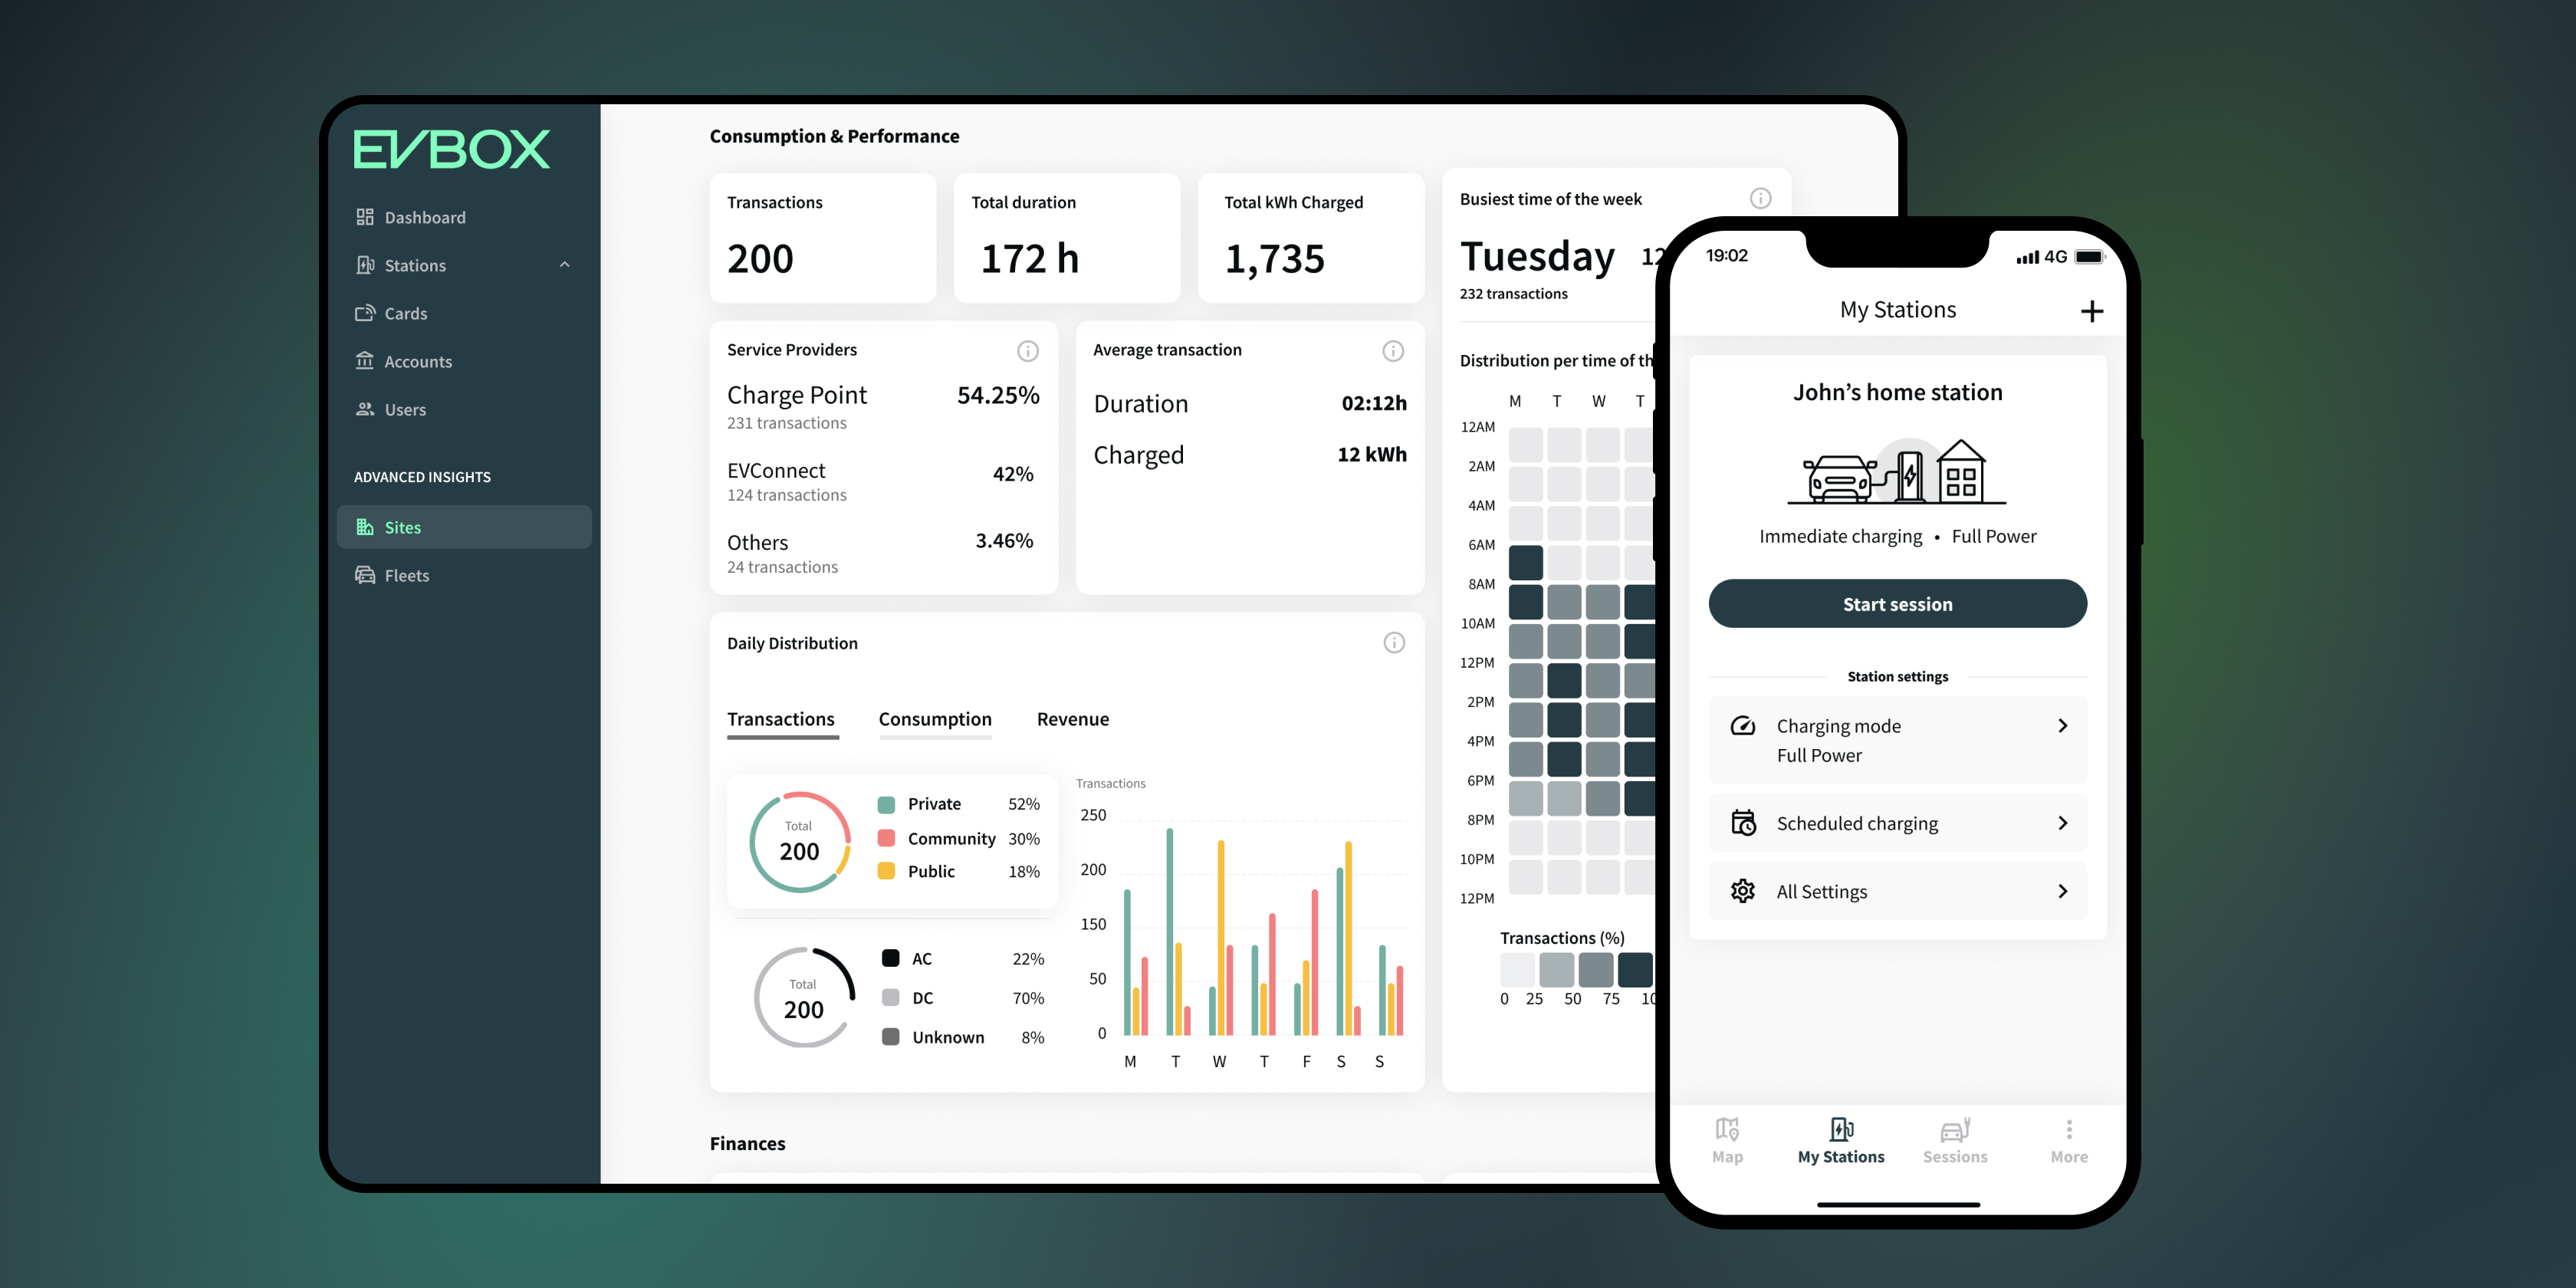 EVBOX
Dashboard
Stations
Cards
Accounts
Users
ADVANCED INSIGHTS
Sites
Fleets
Consumption & Performance
Transactions
200
Total duration
172 h
Total kWh Charged
1,735
Service Providers
Charge Point 54.25%
231 transactions
EVConnect 42%
124 transactions
Others 3.46%
24 transactions
Average transaction
Duration 02:12h
Charged 12 kWh
Daily Distribution
Transactions Consumption Revenue
Total
200
Private 52%
Community 30%
Public 18%
Total
200
AC 22%
DC 70%
Unknown 8%
Transactions
250
200
150
50
0
M T W T F S S
Busiest time of the week
Tuesday 12
232 transactions
Distribution per time of th
M T W T
12AM
2AM
4AM
6AM
8AM
10AM
12PM
2PM
4PM
6PM
8PM
10PM
12PM
Transactions (%)
0 25 50 75 10
Finances
19:02 4G
My Stations +
John’s home station
Immediate charging • Full Power
Start session
Station settings
Charging mode
Full Power
Scheduled charging
All Settings
Map My Stations Sessions More